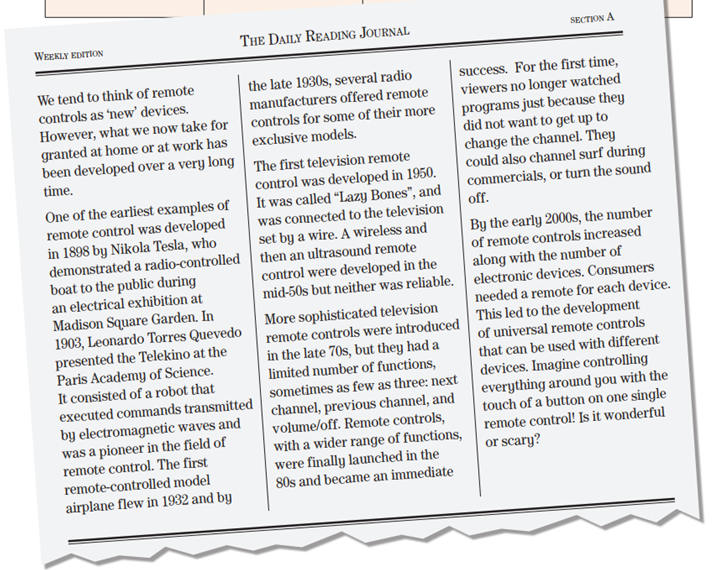 WEEKLY EDITION
THE DAILY READING JOURNAL
SECTION A
We tend to think of remote
controls as ‘new’ devices.
However, what we now take for
granted at home or at work has
been developed over a very long
time.
One of the earliest examples of
remote control was developed
in 1898 by Nikola Tesla, who
demonstrated a radio-controlled
boat to the public during
an electrical exhibition at
Madison Square Garden. In
1903, Leonardo Torres Quevedo
presented the Telekino at the
Paris Academy of Science.
It consisted of a robot that
executed commands transmitted
by electromagnetic waves and
was a pioneer in the field of
remote control. The first
remote-controlled model
airplane flew in 1932 and by
the late 1930s, several radio
manufacturers offered remote
controls for some of their more
exclusive models.
The first television remote
control was developed in 1950.
It was called “Lazy Bones”, and
was connected to the television
set by a wire. A wireless and
then an ultrasound remote
control were developed in the
mid-50s but neither was reliable.
More sophisticated television
remote controls were introduced
in the late 70s, but they had a
limited number of functions,
sometimes as few as three: next
channel, previous channel, and
volume/off. Remote controls,
with a wider range of functions,
were finally launched in the
80s and became an immediate
success. For the first time,
viewers no longer watched
programs just because they
did not want to get up to
change the channel. They
could also channel surf during
commercials, or turn the sound
off.
By the early 2000s, the number
of remote controls increased
along with the number of
electronic devices. Consumers
needed a remote for each device.
This led to the development
of universal remote controls
that can be used with different
devices. Imagine controlling
everything around you with the
touch of a button on one single
remote control! Is it wonderful
or scary?